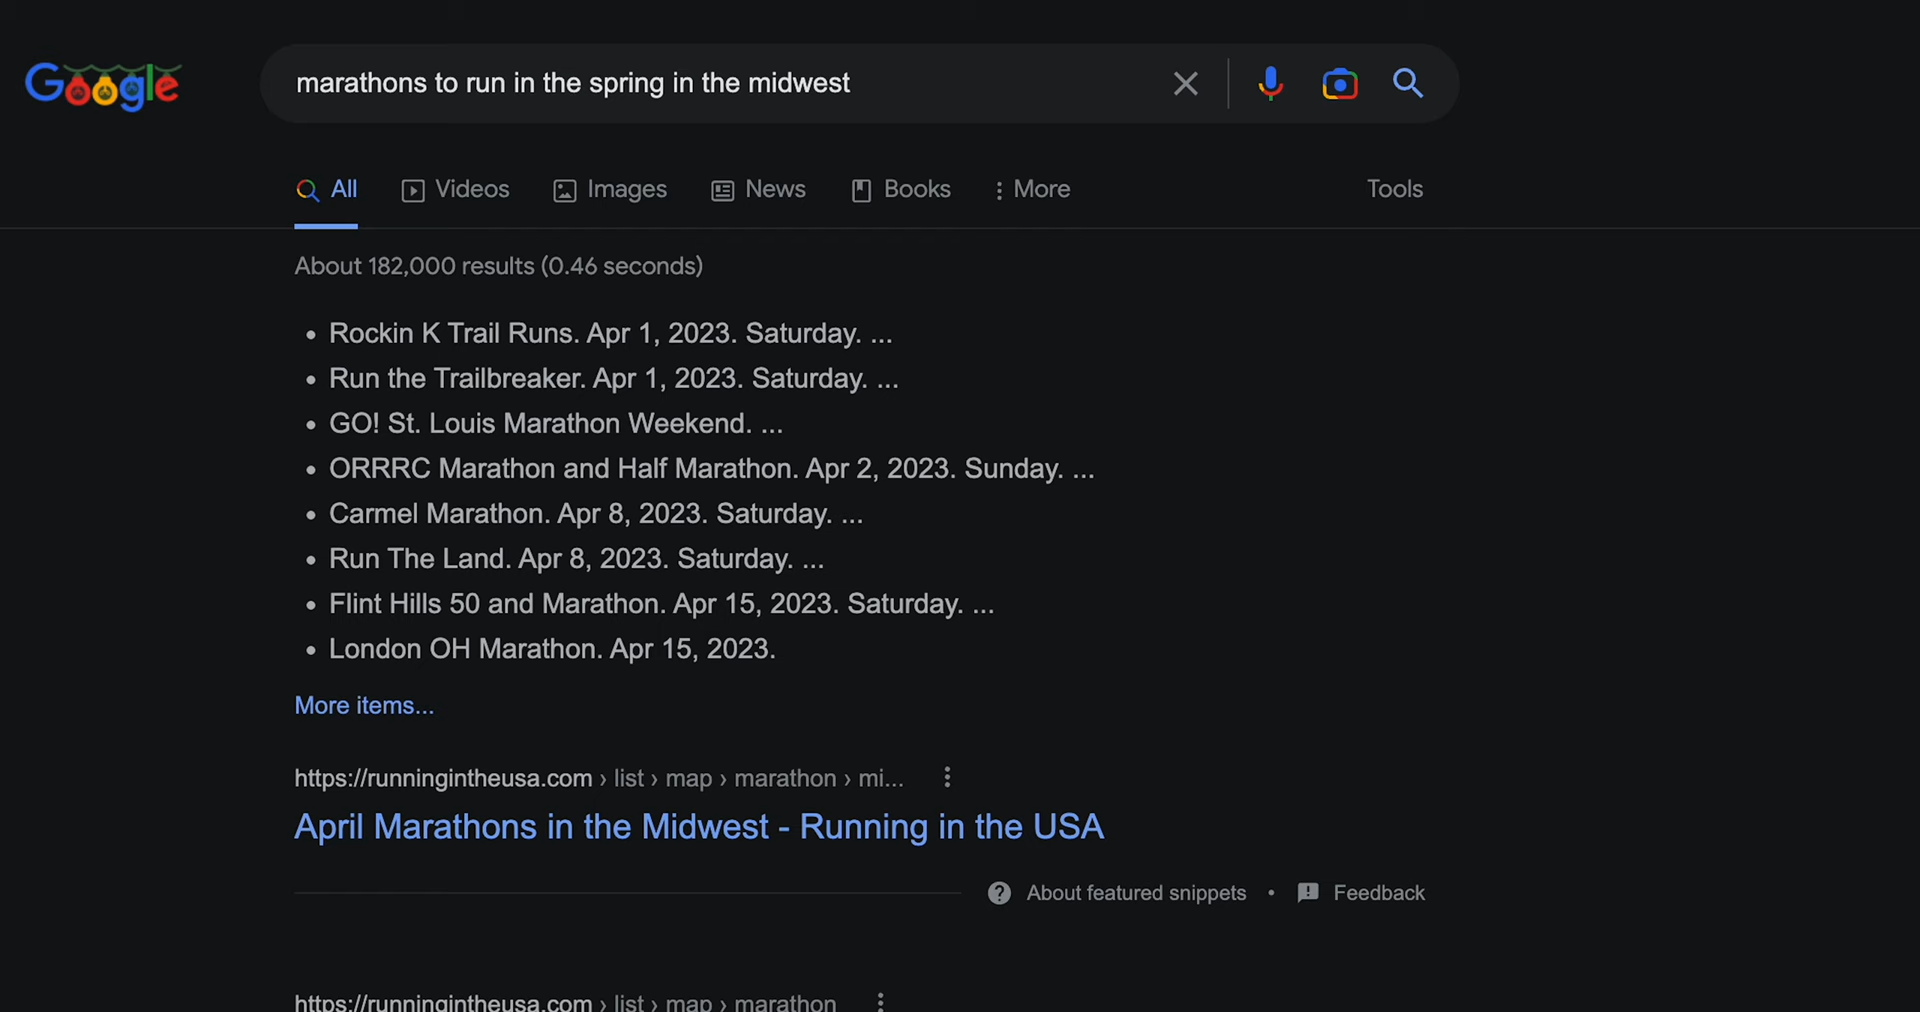 Google
marathons to run in the spring in the midwest
All Videos Images News Books More Tools
About 182,000 results (0.46 seconds)
• Rockin K Trail Runs. Apr 1, 2023. Saturday. ...
• Run the Trailbreaker. Apr 1, 2023. Saturday. ...
• GO! St. Louis Marathon Weekend. ...
• ORRRC Marathon and Half Marathon. Apr 2, 2023. Sunday. ...
• Carmel Marathon. Apr 8, 2023. Saturday. ...
• Run The Land. Apr 8, 2023. Saturday. ...
• Flint Hills 50 and Marathon. Apr 15, 2023. Saturday. ...
• London OH Marathon. Apr 15, 2023.
More items...
https://runningintheusa.com › list › map › marathon › mi...
April Marathons in the Midwest - Running in the USA
About featured snippets • Feedback
https://runningintheusa.com › list › map › marathon